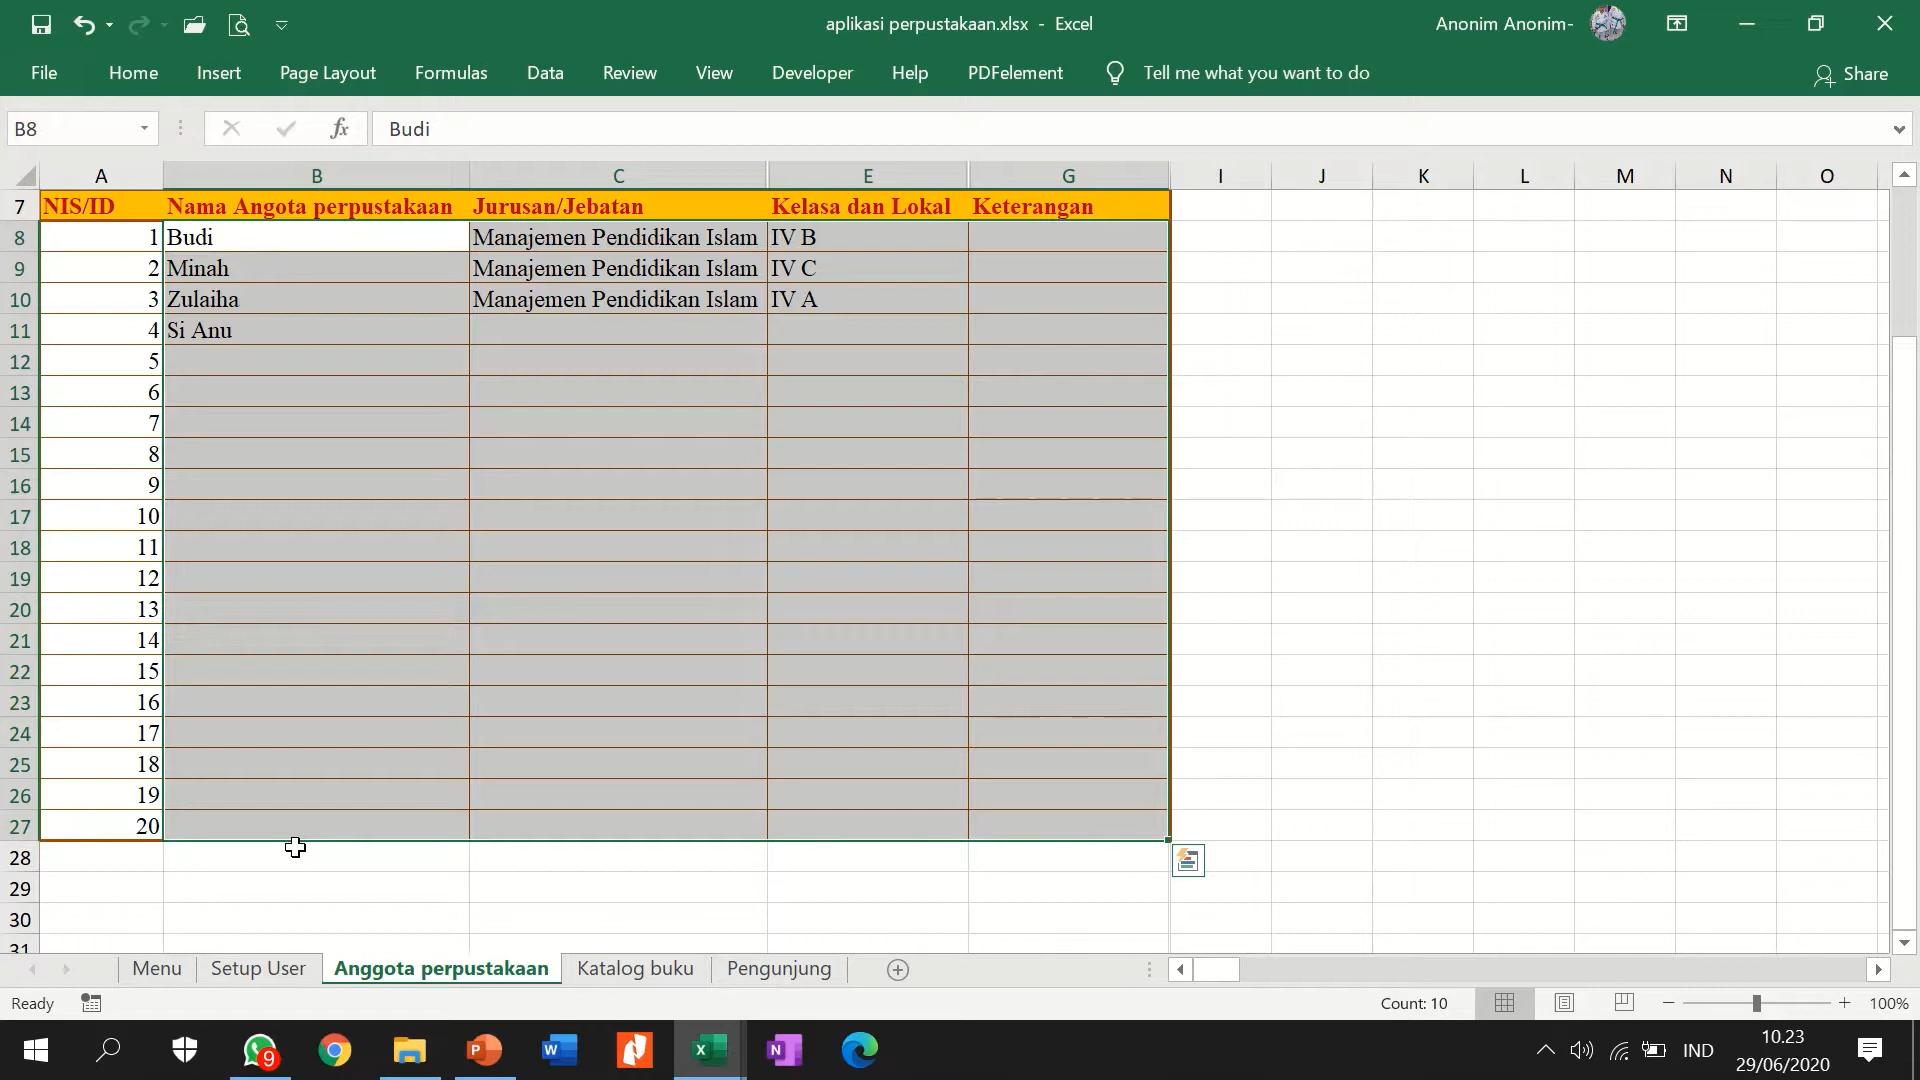 aplikasi perpustakaan.xlsx - Excel
Anonim Anonim-
File Home Insert Page Layout Formulas Data Review View Developer Help PDFelement Tell me what you want to do Share
B8 fx Budi
A B C E G I J K L M N O
7 NIS/ID Nama Angota perpustakaan Jurusan/Jebatan Kelasa dan Lokal Keterangan
8 1 Budi Manajemen Pendidikan Islam IV B
9 2 Minah Manajemen Pendidikan Islam IV C
10 3 Zulaiha Manajemen Pendidikan Islam IV A
11 4 Si Anu
12 5
13 6
14 7
15 8
16 9
17 10
18 11
19 12
20 13
21 14
22 15
23 16
24 17
25 18
26 19
27 20
28
29
30
31
Menu Setup User Anggota perpustakaan Katalog buku Pengunjung
Ready Count: 10 100%
9 P W N IND 10.23
29/06/2020